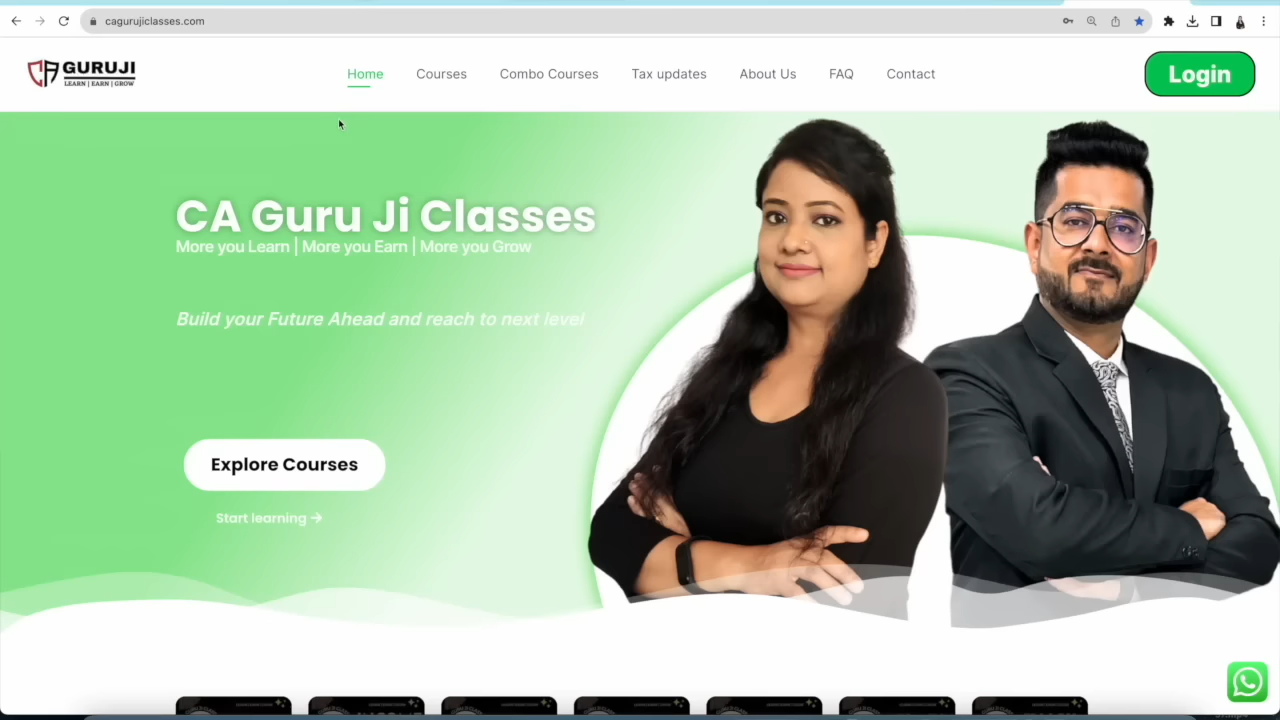 cagurujiclasses.com
CA GURUJI
LEARN | EARN | GROW
Home
Courses
Combo Courses
Tax updates
About Us
FAQ
Contact
Login
CA Guru Ji Classes
More you Learn | More you Earn | More you Grow
Build your Future Ahead and reach to next level
Explore Courses
Start learning →